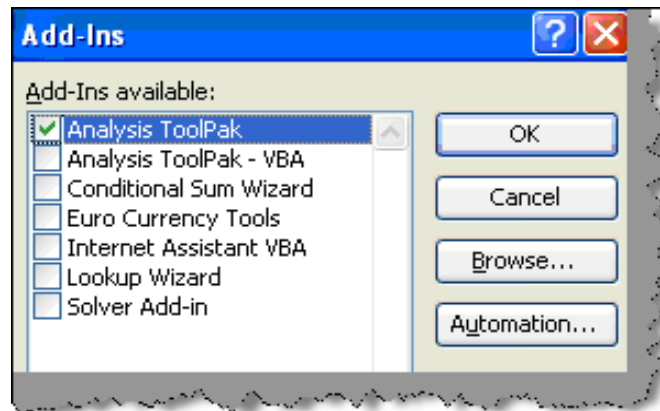 Add-Ins
Add-Ins available:
Analysis ToolPak
Analysis ToolPak - VBA
Conditional Sum Wizard
Euro Currency Tools
Internet Assistant VBA
Lookup Wizard
Solver Add-in
OK
Cancel
Browse...
Automation...